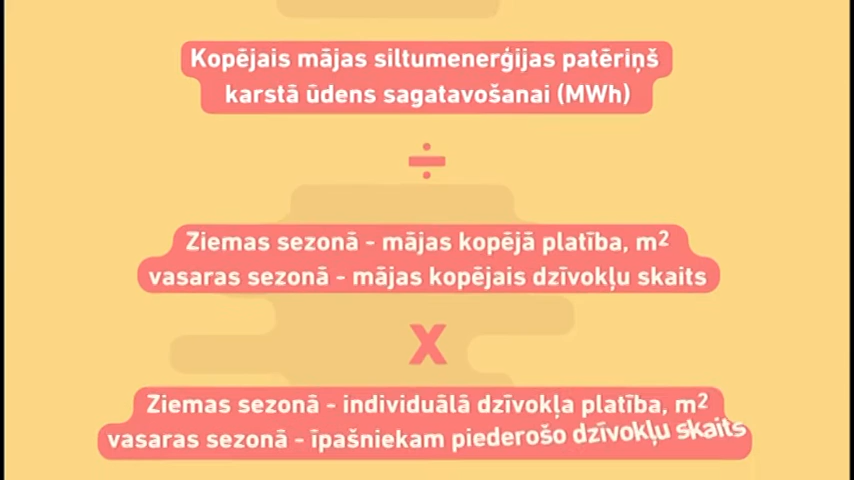 Kopējais mājas siltumenerģijas patēriņš
karstā ūdens sagatavošanai (MWh)
÷
Ziemas sezonā - mājas kopējā platība, m²
vasaras sezonā - mājas kopējais dzīvokļu skaits
X
Ziemas sezonā - individuālā dzīvokļa platība, m²
vasaras sezonā - īpašniekam piederošo dzīvokļu skaits